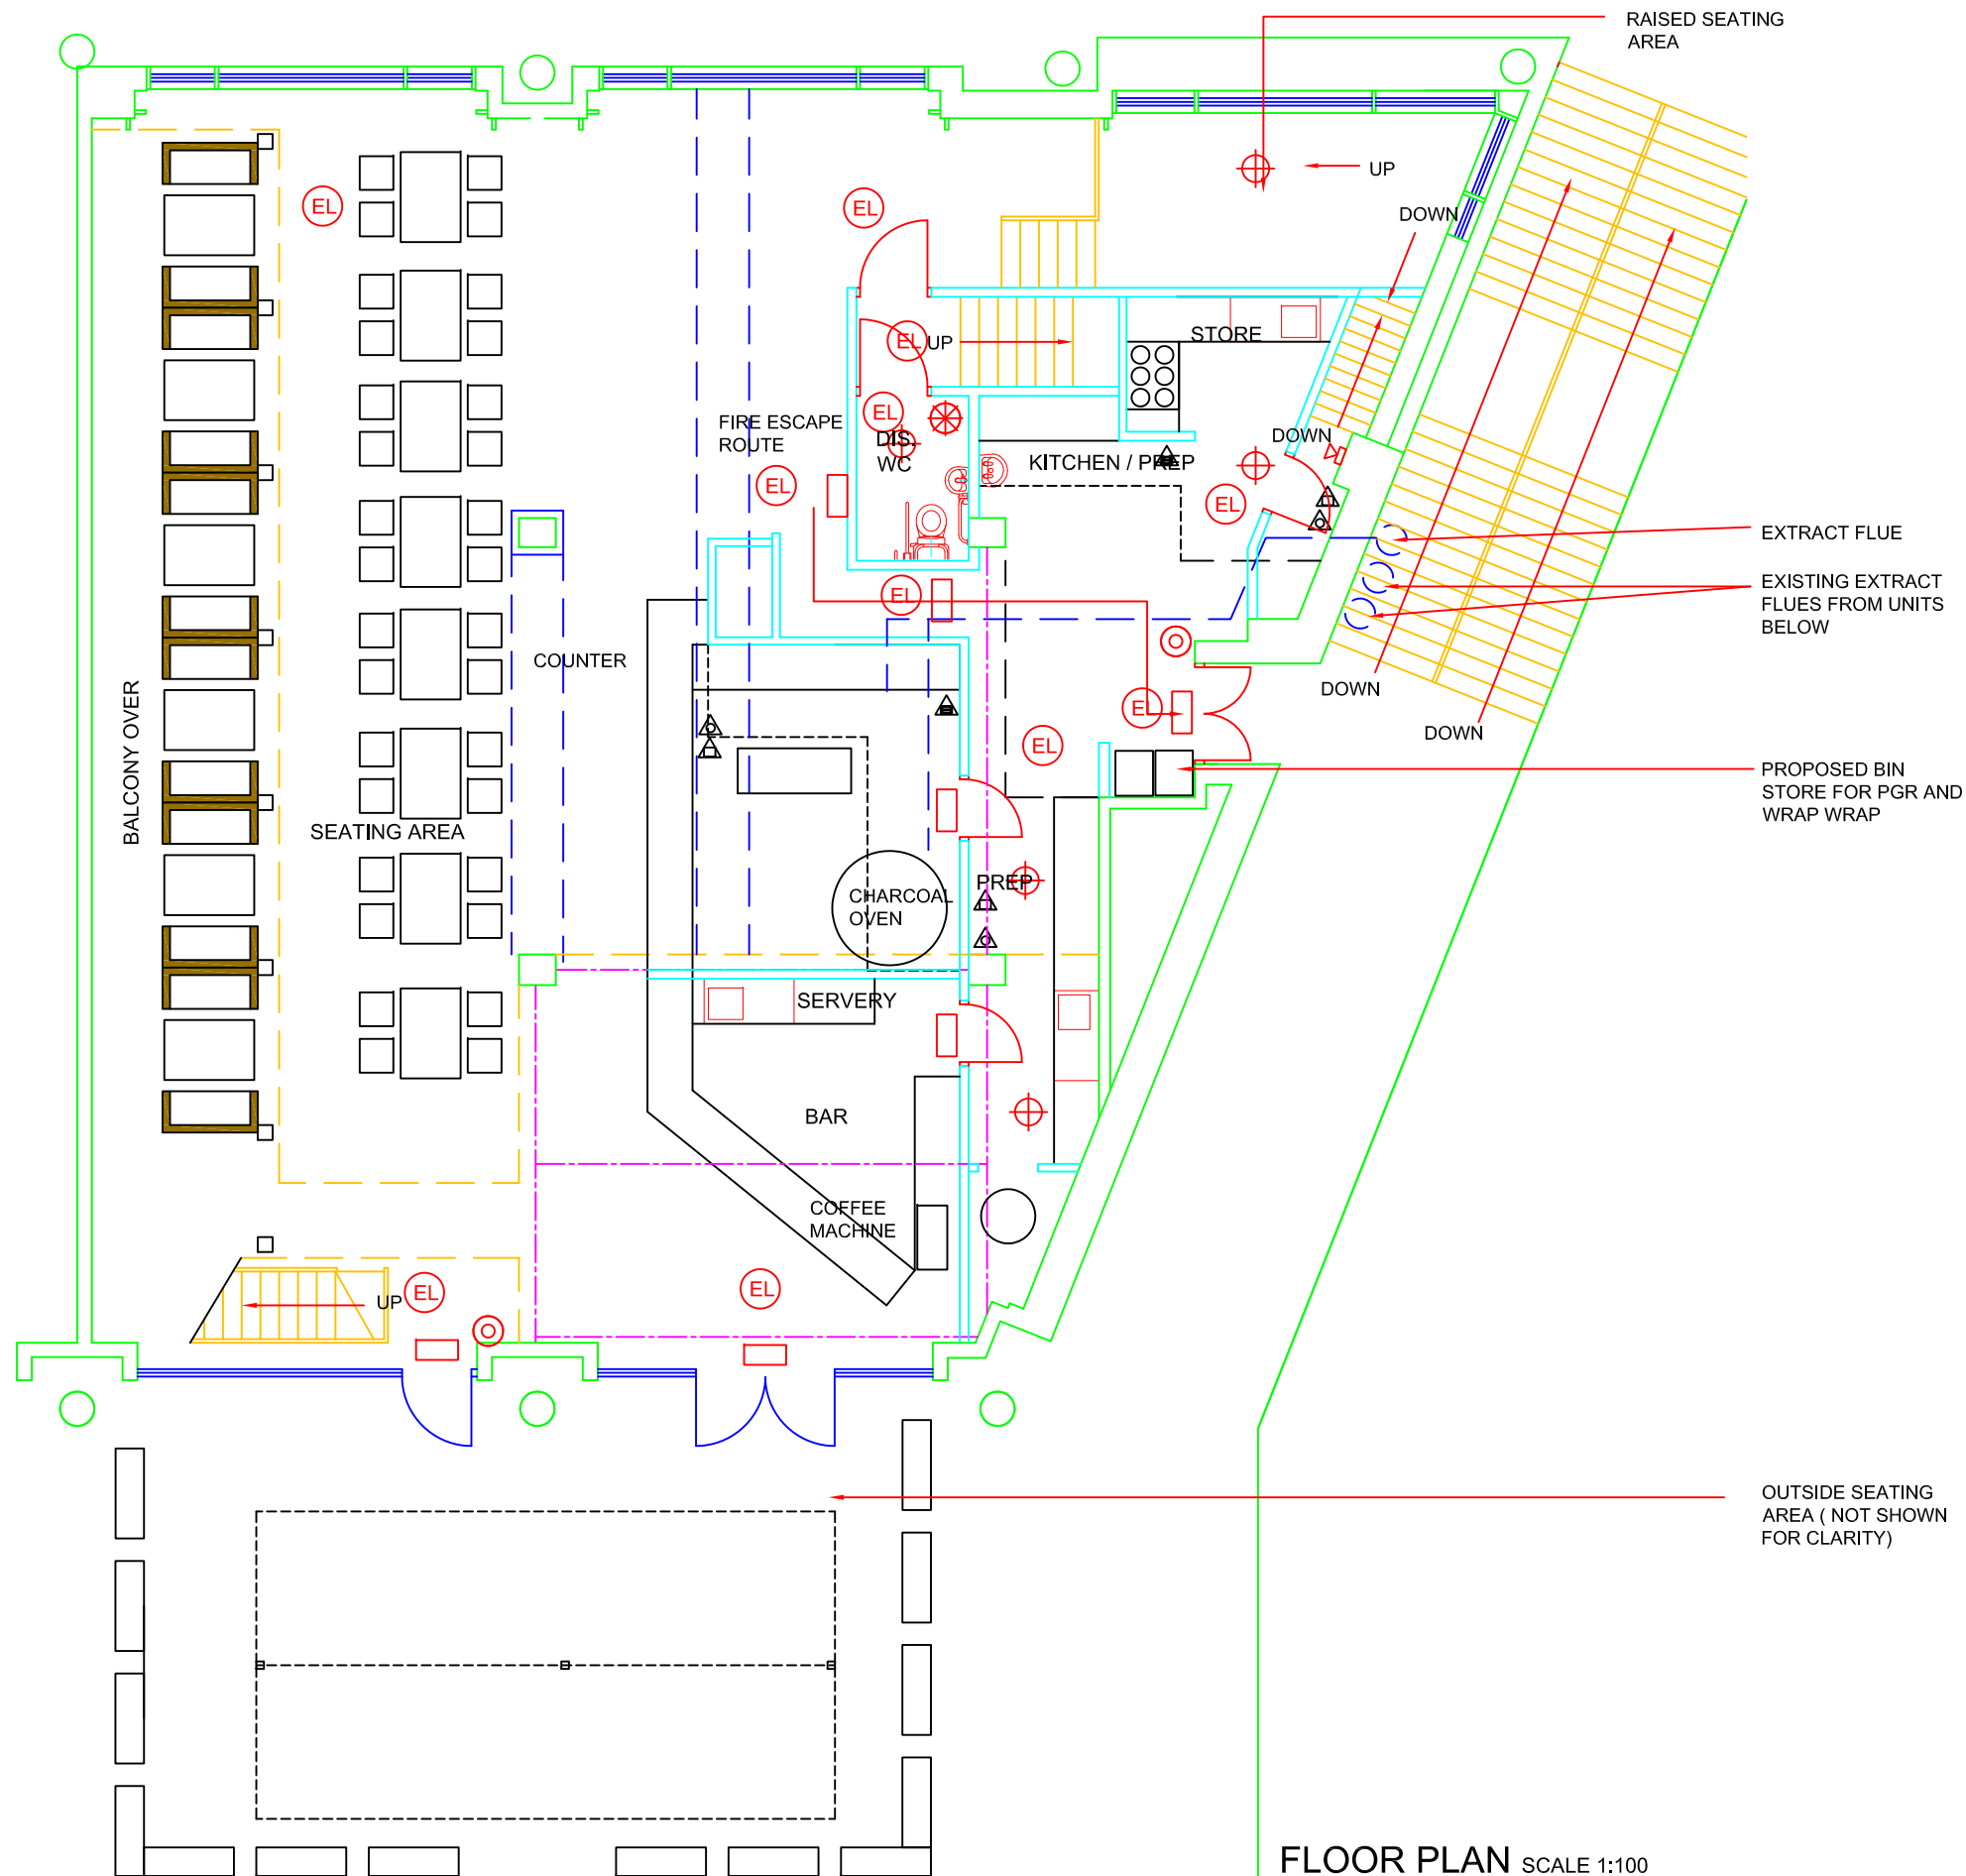 RAISED SEATING
AREA
UP
DOWN
EL
EL
EL
UP
STORE
EL
FIRE ESCAPE
ROUTE
DIS.
WC
DOWN
KITCHEN / PREP
EL
EL
EXTRACT FLUE
EXISTING EXTRACT
FLUES FROM UNITS
BELOW
EL
COUNTER
DOWN
EL
DOWN
EL
BALCONY OVER
PROPOSED BIN
STORE FOR PGR AND
WRAP WRAP
SEATING AREA
PREP
CHARCOAL
OVEN
SERVERY
BAR
COFFEE
MACHINE
EL
EL
UP
OUTSIDE SEATING
AREA ( NOT SHOWN
FOR CLARITY)
FLOOR PLAN SCALE 1:100